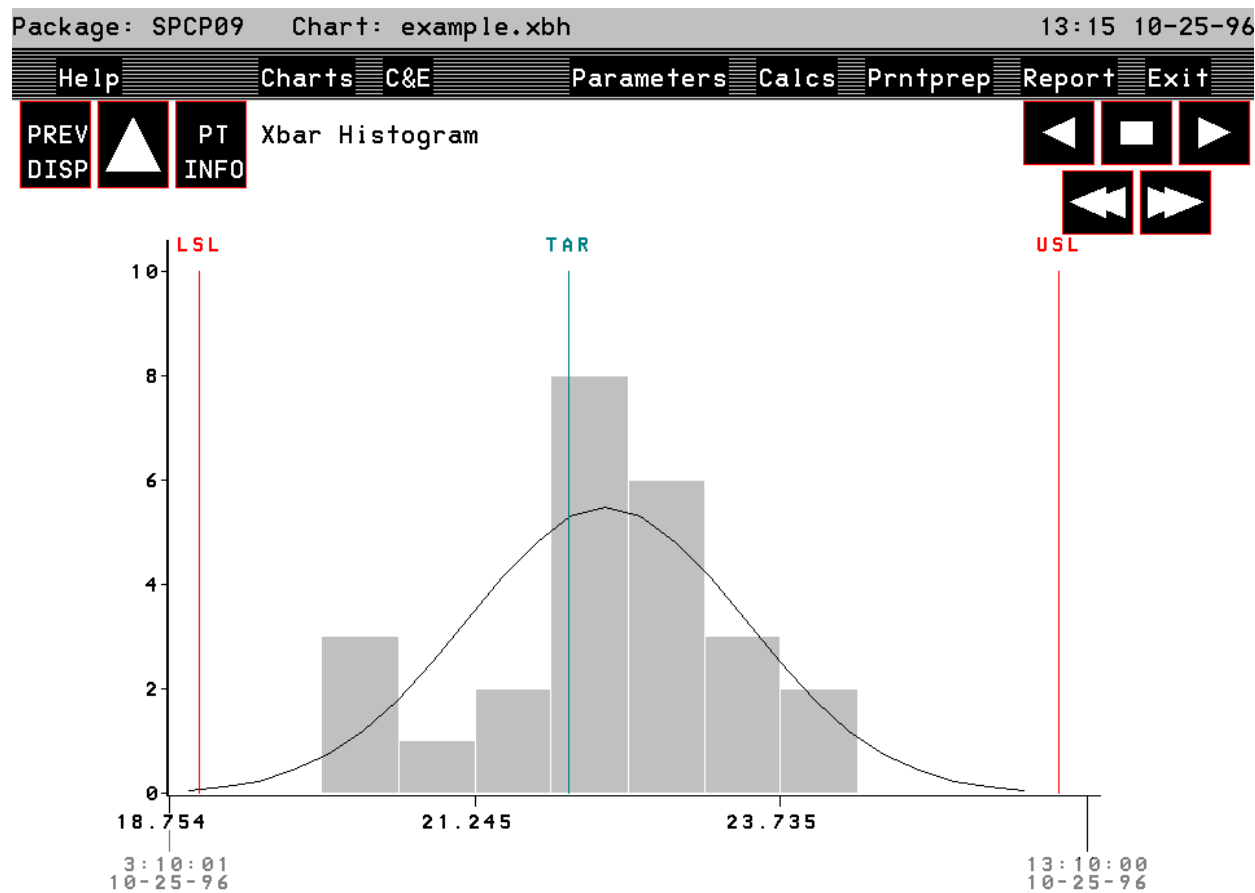 Package: SPCP09 Chart: example.xbh 13:15 10-25-96
Help Charts C&E Parameters Calcs Prntprep Report Exit
PREV DISP PT INFO Xbar Histogram
LSL TAR USL
10
8
6
4
2
0
18.754 21.245 23.735
3:10:01 13:10:00
10-25-96 10-25-96